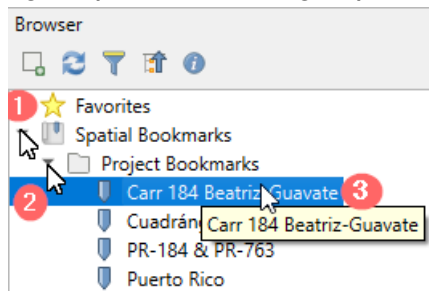 Browser
1 Favorites
Spatial Bookmarks
2 Project Bookmarks
Carr 184 Beatriz-Guavate 3
Carr 184 Beatriz-Guavate
PR-184 & PR-763
Puerto Rico